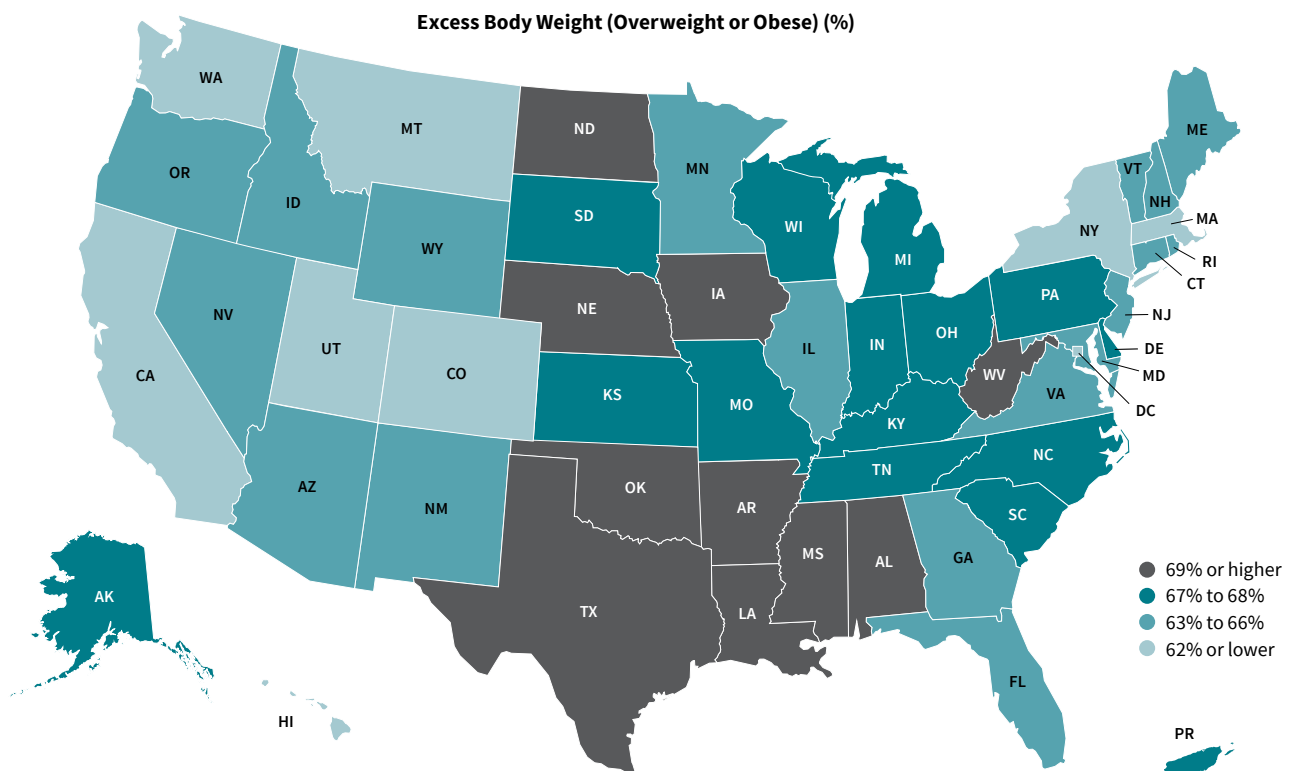 Excess Body Weight (Overweight or Obese) (%)
WA
MT
ND
MN
ME
OR
ID
WY
SD
WI
MI
VT
NH
NY
MA
RI
CT
NV
UT
CO
NE
IA
IL
IN
OH
PA
NJ
DE
MD
DC
CA
KS
MO
KY
WV
VA
AZ
NM
OK
AR
TN
NC
SC
MS
AL
GA
TX
LA
FL
AK
HI
PR
69% or higher
67% to 68%
63% to 66%
62% or lower